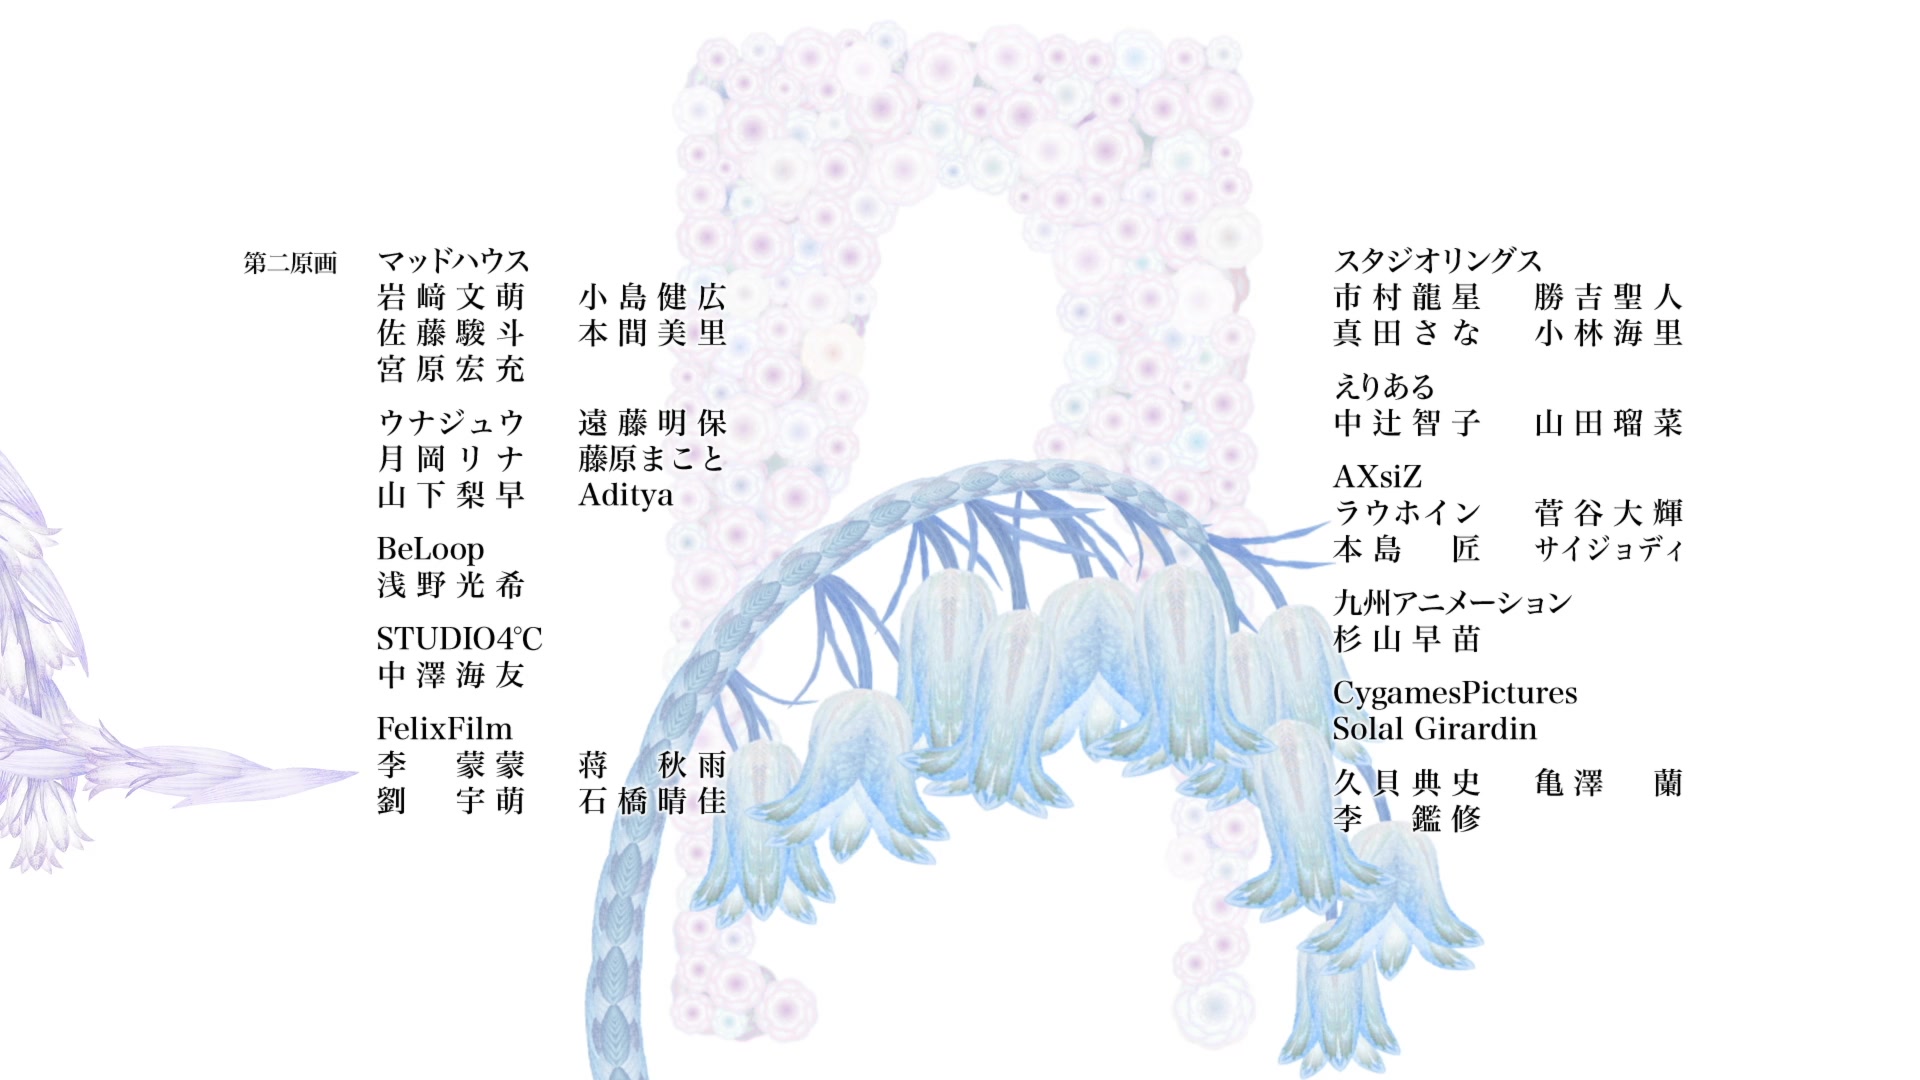 第二原画
マッドハウス
岩﨑文萌 小島健広
佐藤駿斗 本間美里
宮原宏充
ウナジュウ 遠藤明保
月岡リナ 藤原まこと
山下梨早 Aditya
BeLoop
浅野光希
STUDIO4℃
中澤海友
FelixFilm
李 蒙蒙 蒋 秋雨
劉 宇萌 石橋晴佳
スタジオリングス
市村龍星 勝吉聖人
真田さな 小林海里
えりある
中辻智子 山田瑠菜
AXsiZ
ラウホイン 菅谷大輝
本島 匠 サイジョディ
九州アニメーション
杉山早苗
CygamesPictures
Solal Girardin
久貝典史 亀澤 蘭
李 鑑修